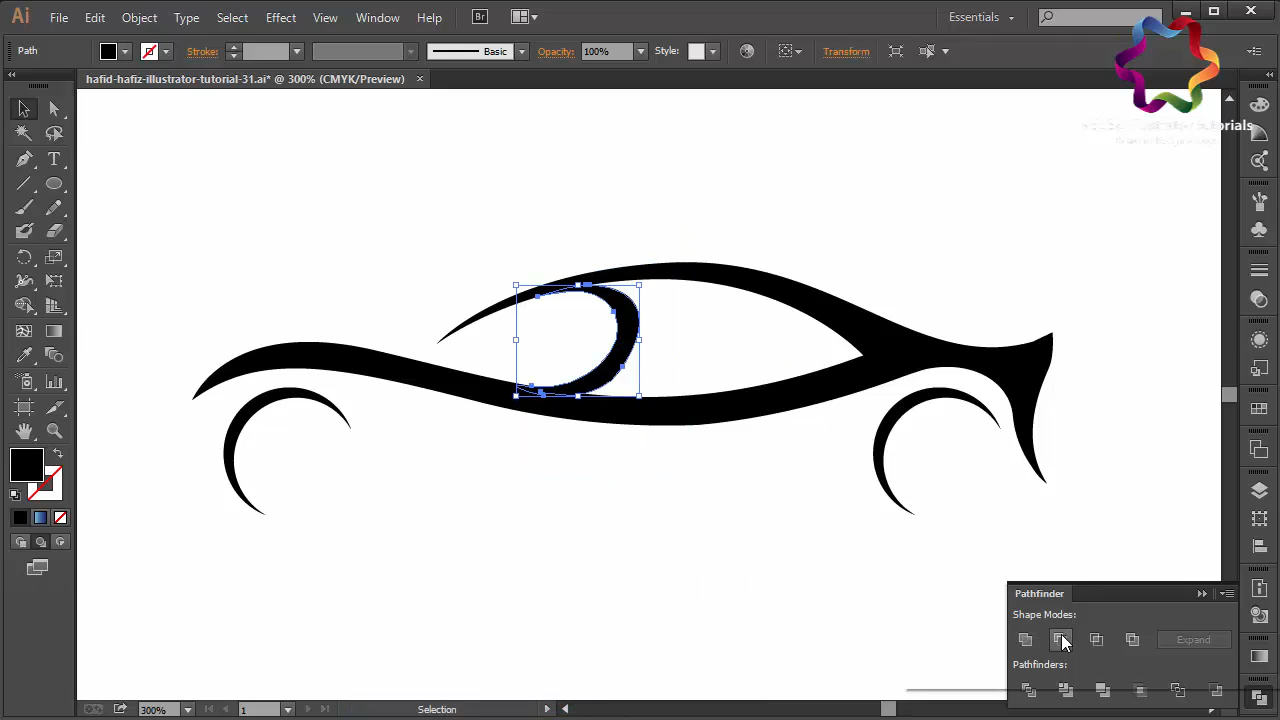 Ai File Edit Object Type Select Effect View Window Help Br Essentials
Path Stroke: Basic Opacity: 100% Style: Transform
hafid-hafiz-illustrator-tutorial-31.ai* @ 300% (CMYK/Preview)
Pathfinder
Shape Modes:
Expand
Pathfinders:
300% 1 Selection